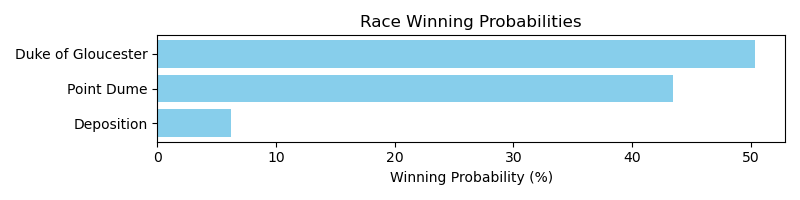 Race Winning Probabilities
Duke of Gloucester
Point Dume
Deposition
0 10 20 30 40 50
Winning Probability (%)